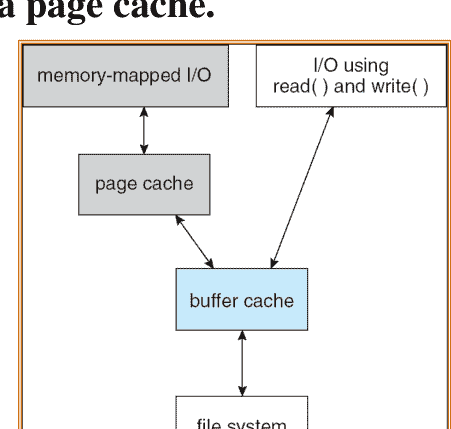 a page cache.
memory-mapped I/O
I/O using
read( ) and write( )
page cache
buffer cache
file system